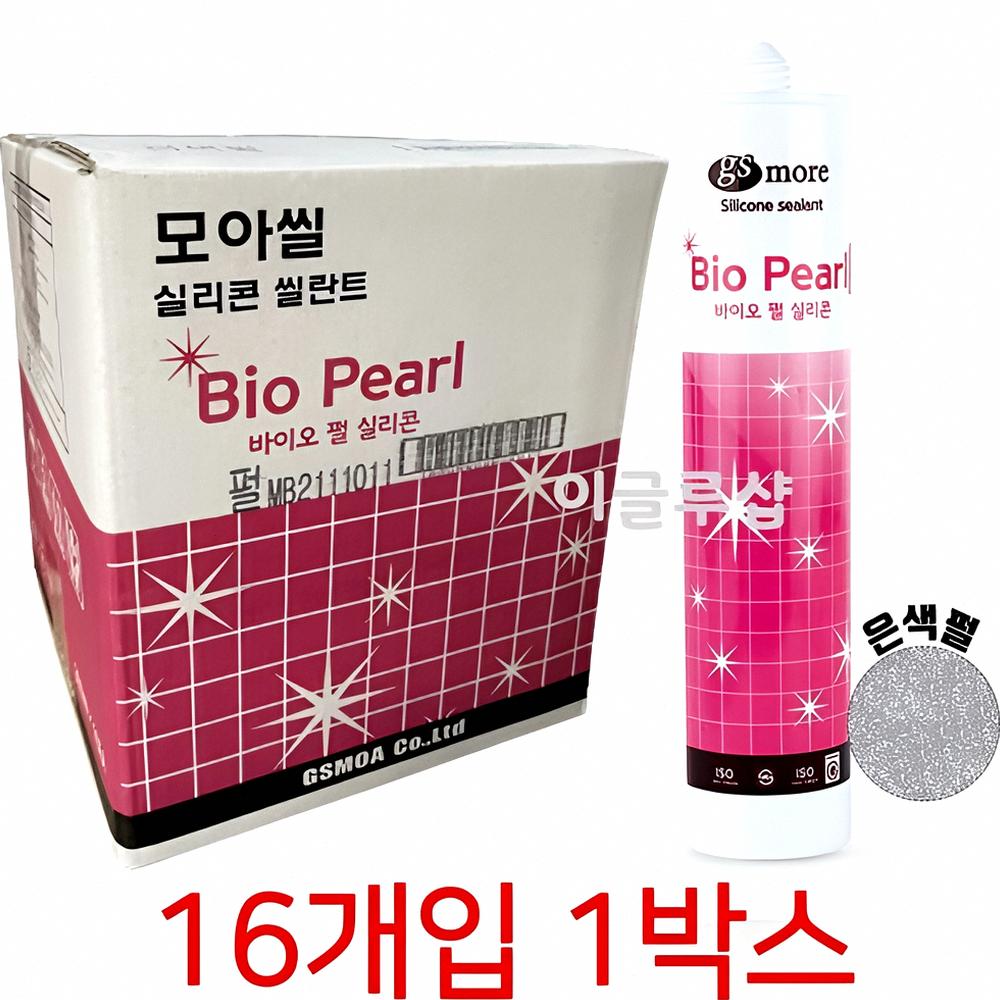 모아씰
실리콘 씰란트
Bio Pearl
바이오 펄 실리콘
펄 MB2111011
GSMOA Co.,Ltd
gs more
Silicone sealant
Bio Pearl
바이오 펄 실리콘
이글루샵
은색펄
ISO
ISO
16개입 1박스